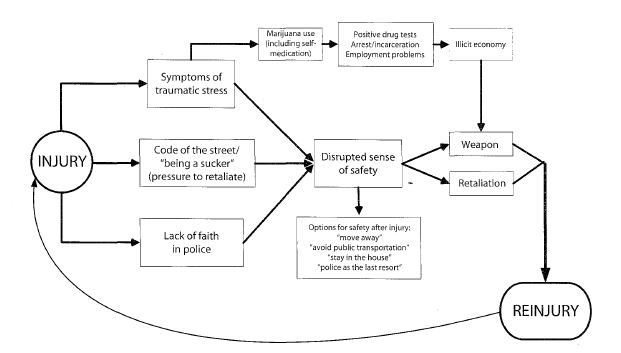 Marijuana use
(including self-
medication)
Positive drug tests
Arrest/incarceration
Employment problems
Illicit economy
Symptoms of
traumatic stress
INJURY
Code of the street/
"being a sucker"
(pressure to retaliate)
Disrupted sense
of safety
Weapon
Retaliation
Lack of faith
in police
Options for safety after injury:
"move away"
"avoid public transportation"
"stay in the house"
"police as the last resort"
REINJURY